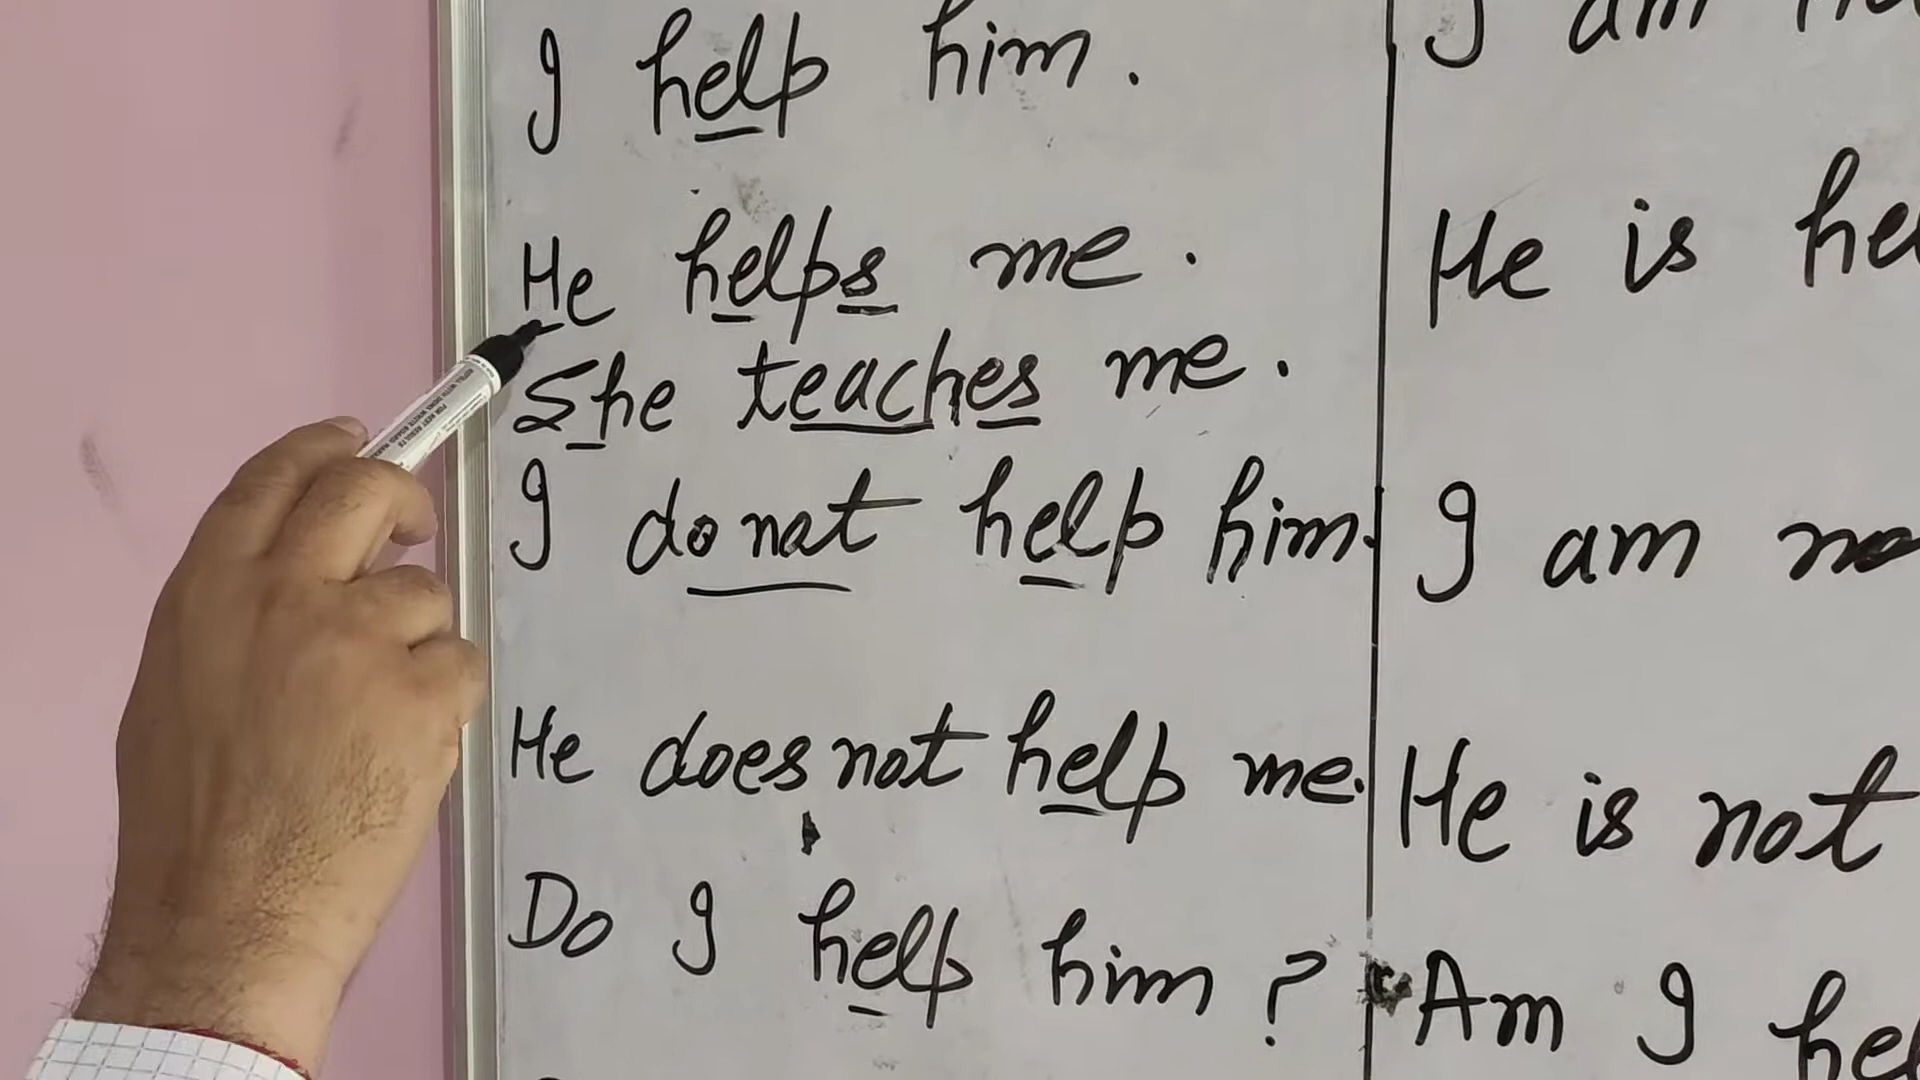 I help him.
He helps me.
She teaches me.
I do not help him.
He does not help me.
Do I help him ?
I am
He is
I am
He is not
Am I